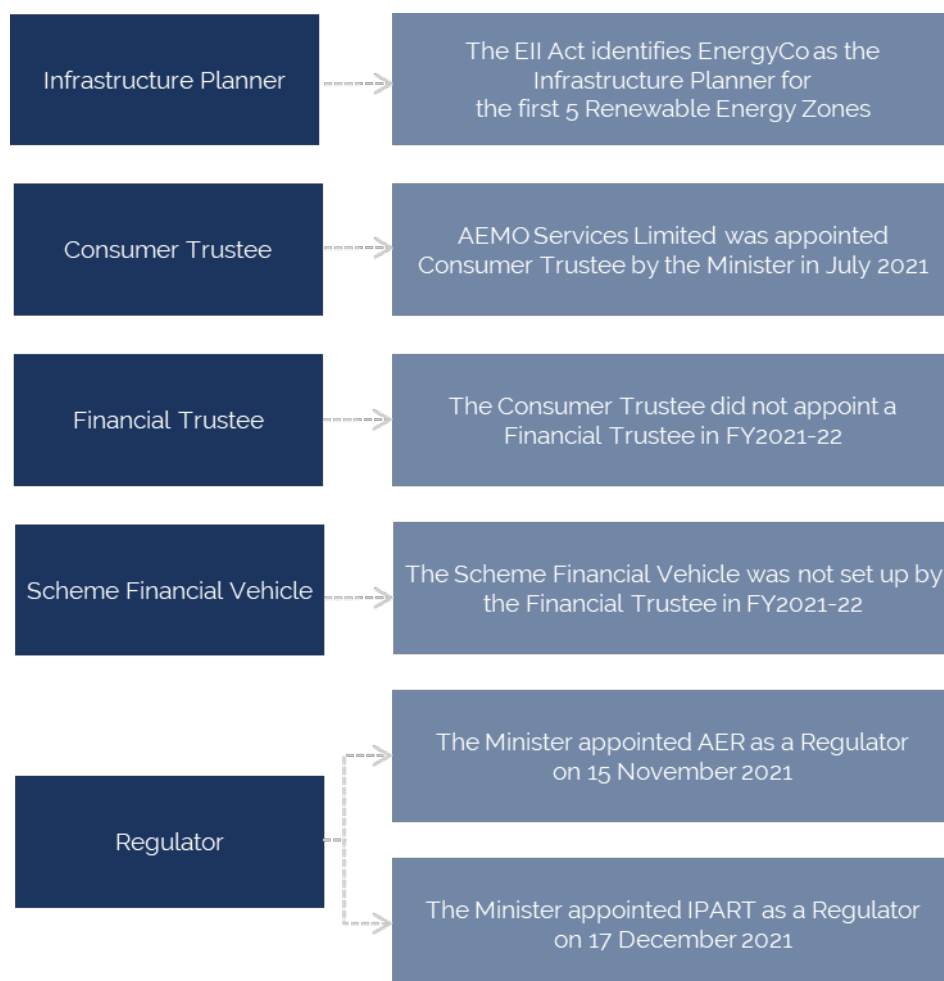 Infrastructure Planner
The EII Act identifies EnergyCo as the
Infrastructure Planner for
the first 5 Renewable Energy Zones
Consumer Trustee
AEMO Services Limited was appointed
Consumer Trustee by the Minister in July 2021
Financial Trustee
The Consumer Trustee did not appoint a
Financial Trustee in FY2021-22
Scheme Financial Vehicle
The Scheme Financial Vehicle was not set up by
the Financial Trustee in FY2021-22
Regulator
The Minister appointed AER as a Regulator
on 15 November 2021
The Minister appointed IPART as a Regulator
on 17 December 2021